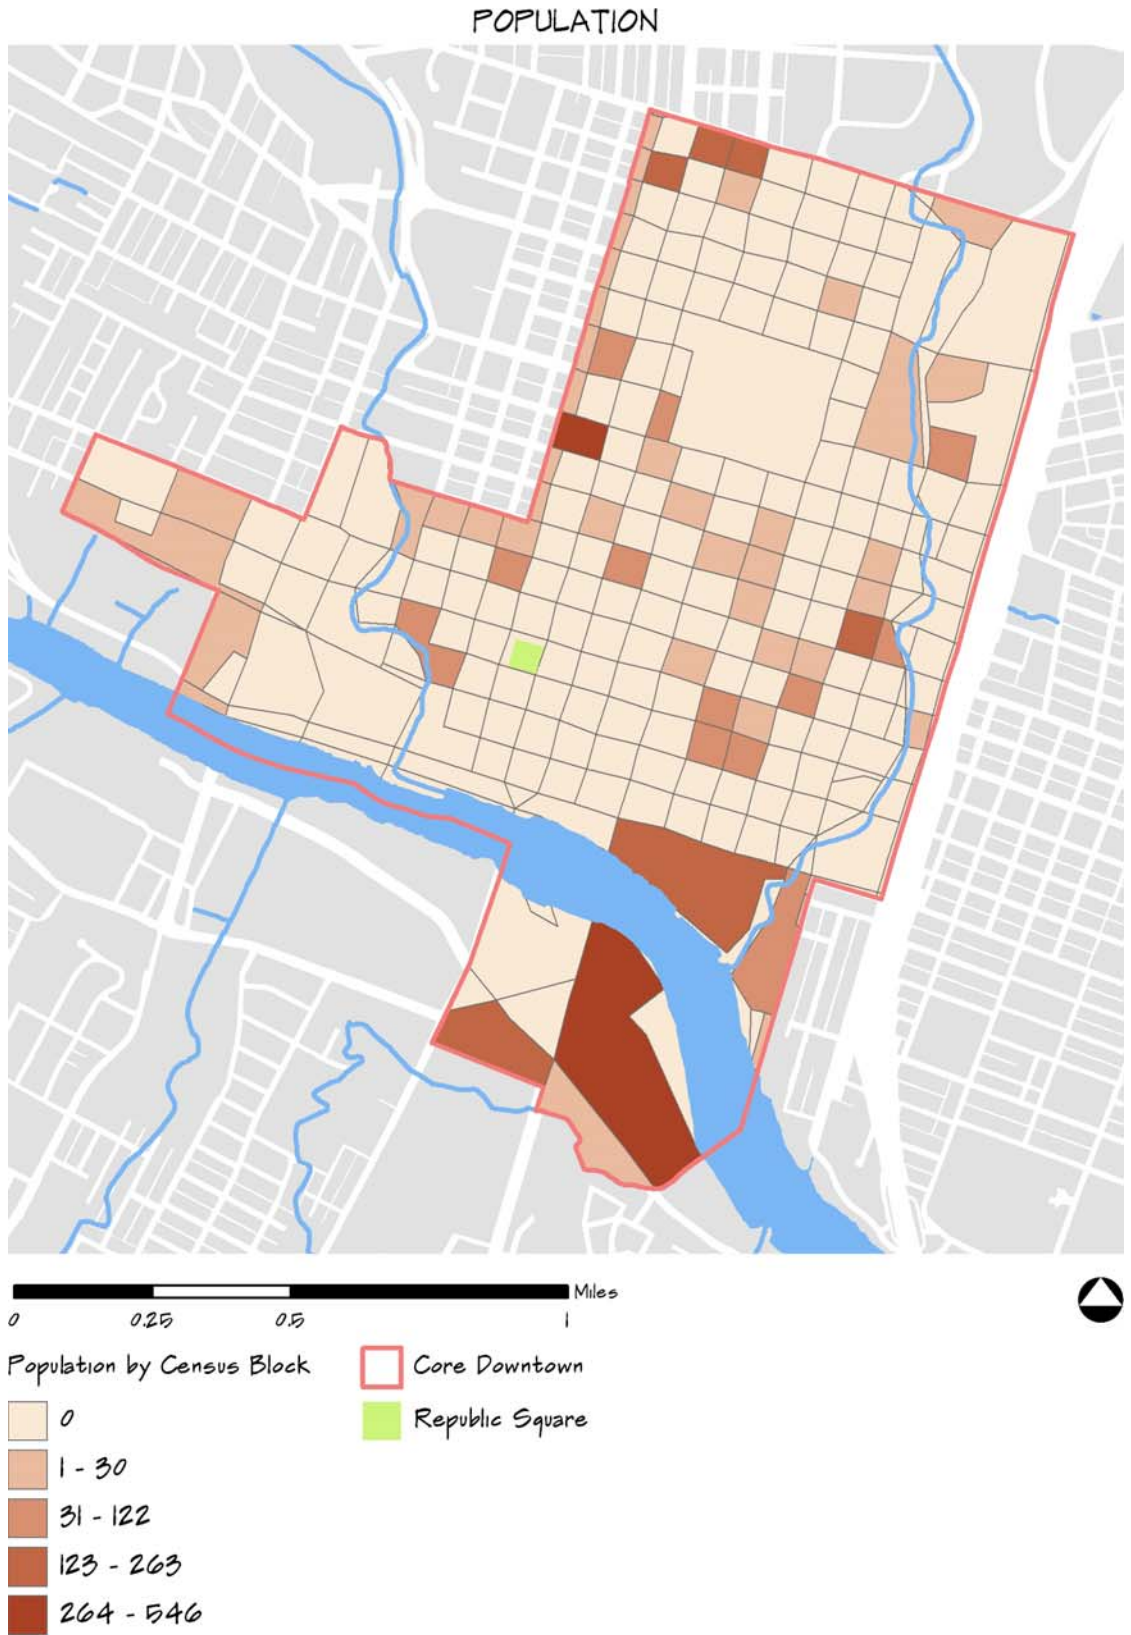 POPULATION
Miles
0 0.25 0.5 1
Population by Census Block
0
1 - 30
31 - 122
123 - 263
264 - 546
Core Downtown
Republic Square